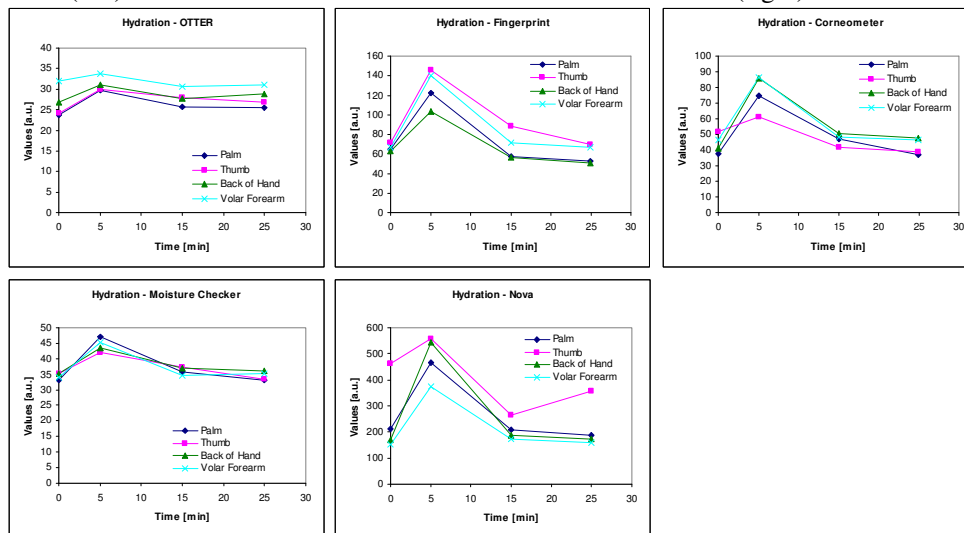 Hydration - OTTER
40
35
30
25
20
15
10
5
0
Values [a.u.]
Palm
Thumb
Back of Hand
Volar Forearm
0 5 10 15 20 25 30
Time [min]
Hydration - Fingerprint
160
140
120
100
80
60
40
20
0
Values [a.u.]
Palm
Thumb
Back of Hand
Volar Forearm
0 5 10 15 20 25 30
Time [min]
Hydration - Corneometer
100
90
80
70
60
50
40
30
20
10
0
Values [a.u.]
Palm
Thumb
Back of Hand
Volar Forearm
0 5 10 15 20 25 30
Time [min]
Hydration - Moisture Checker
50
45
40
35
30
25
20
15
10
5
0
Values [a.u.]
Palm
Thumb
Back of Hand
Volar Forearm
0 5 10 15 20 25 30
Time [min]
Hydration - Nova
600
500
400
300
200
100
0
Values [a.u.]
Palm
Thumb
Back of Hand
Volar Forearm
0 5 10 15 20 25 30
Time [min]